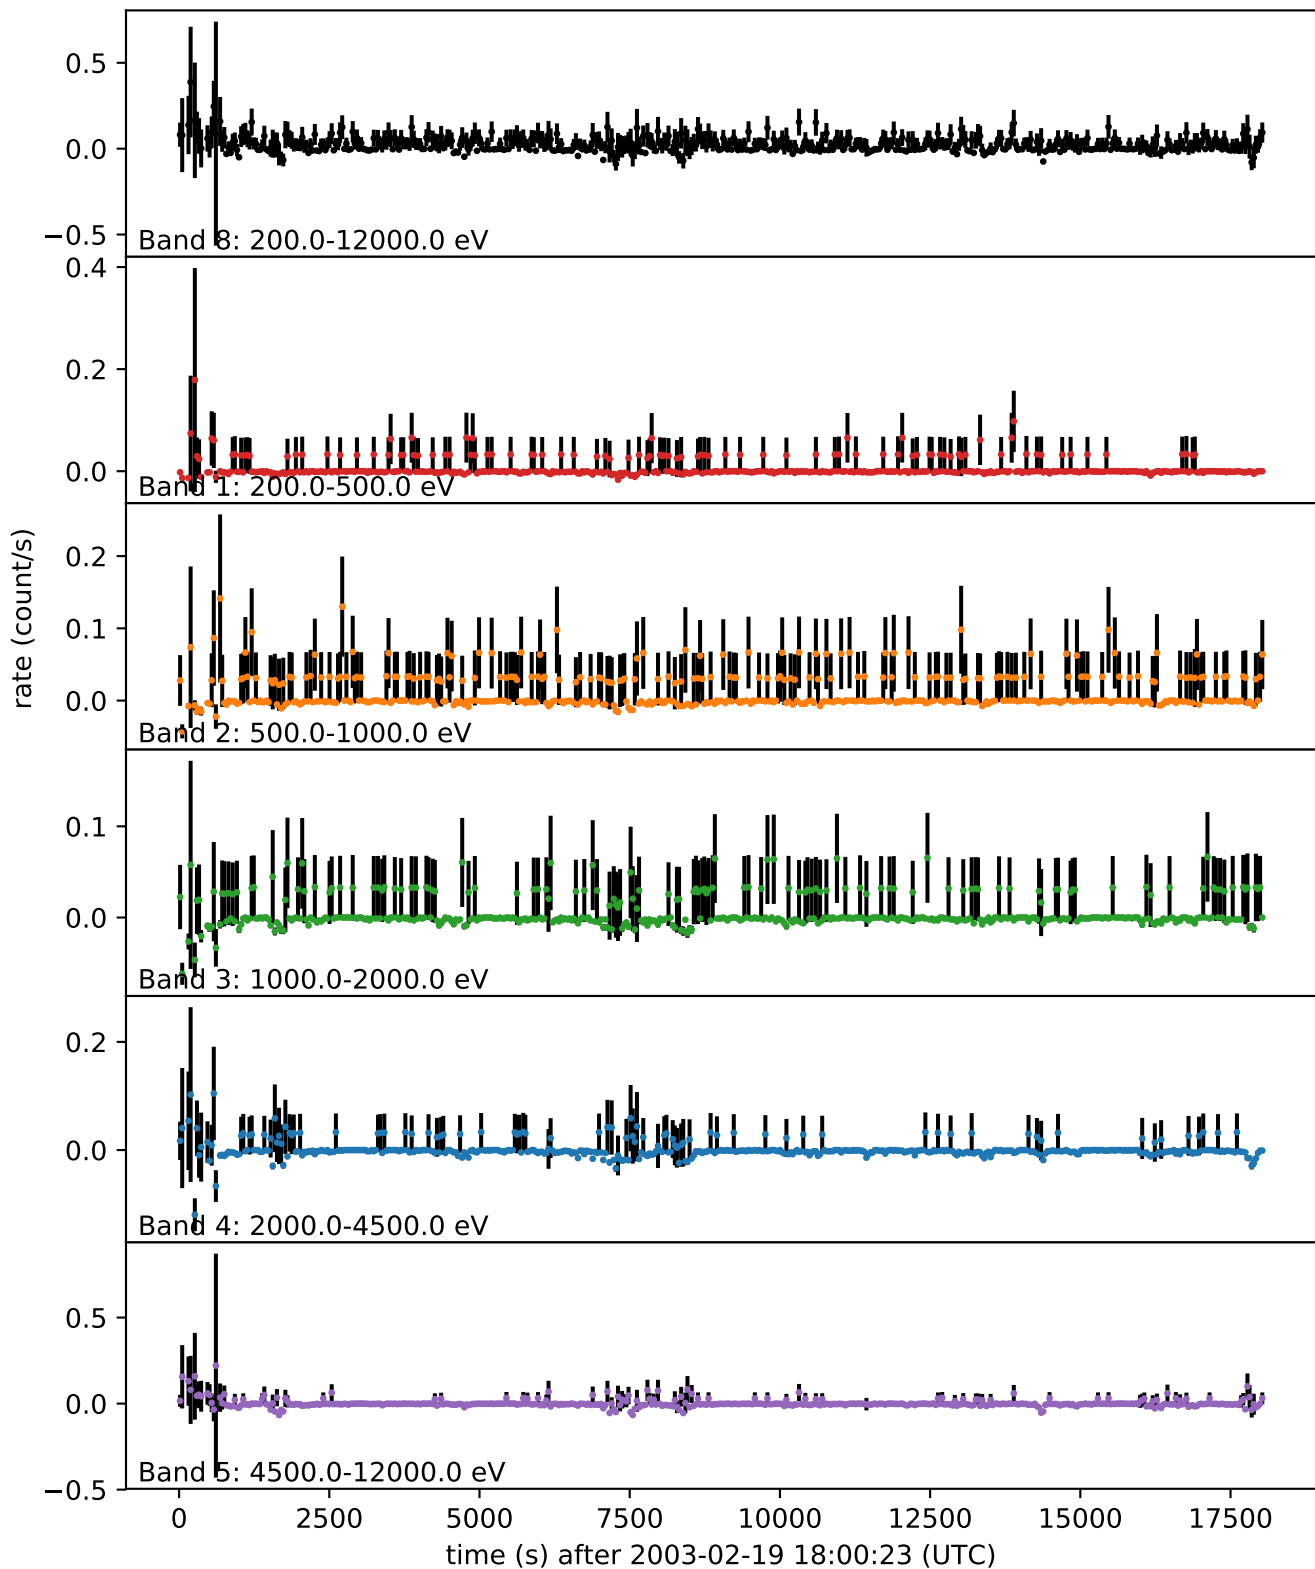 0.5
0.0
−0.5
Band 8: 200.0-12000.0 eV
0.4
0.2
0.0
Band 1: 200.0-500.0 eV
rate (count/s)
0.2
0.1
0.0
Band 2: 500.0-1000.0 eV
0.1
0.0
Band 3: 1000.0-2000.0 eV
0.2
0.0
Band 4: 2000.0-4500.0 eV
0.5
0.0
−0.5
Band 5: 4500.0-12000.0 eV
0 2500 5000 7500 10000 12500 15000 17500
time (s) after 2003-02-19 18:00:23 (UTC)